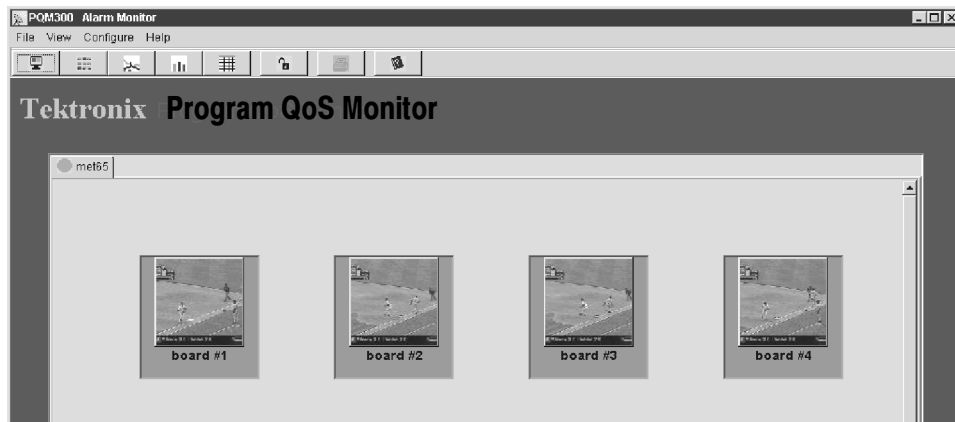 PQM300 Alarm Monitor
File View Configure Help
Tektronix Program QoS Monitor
met65
board #1 board #2 board #3 board #4